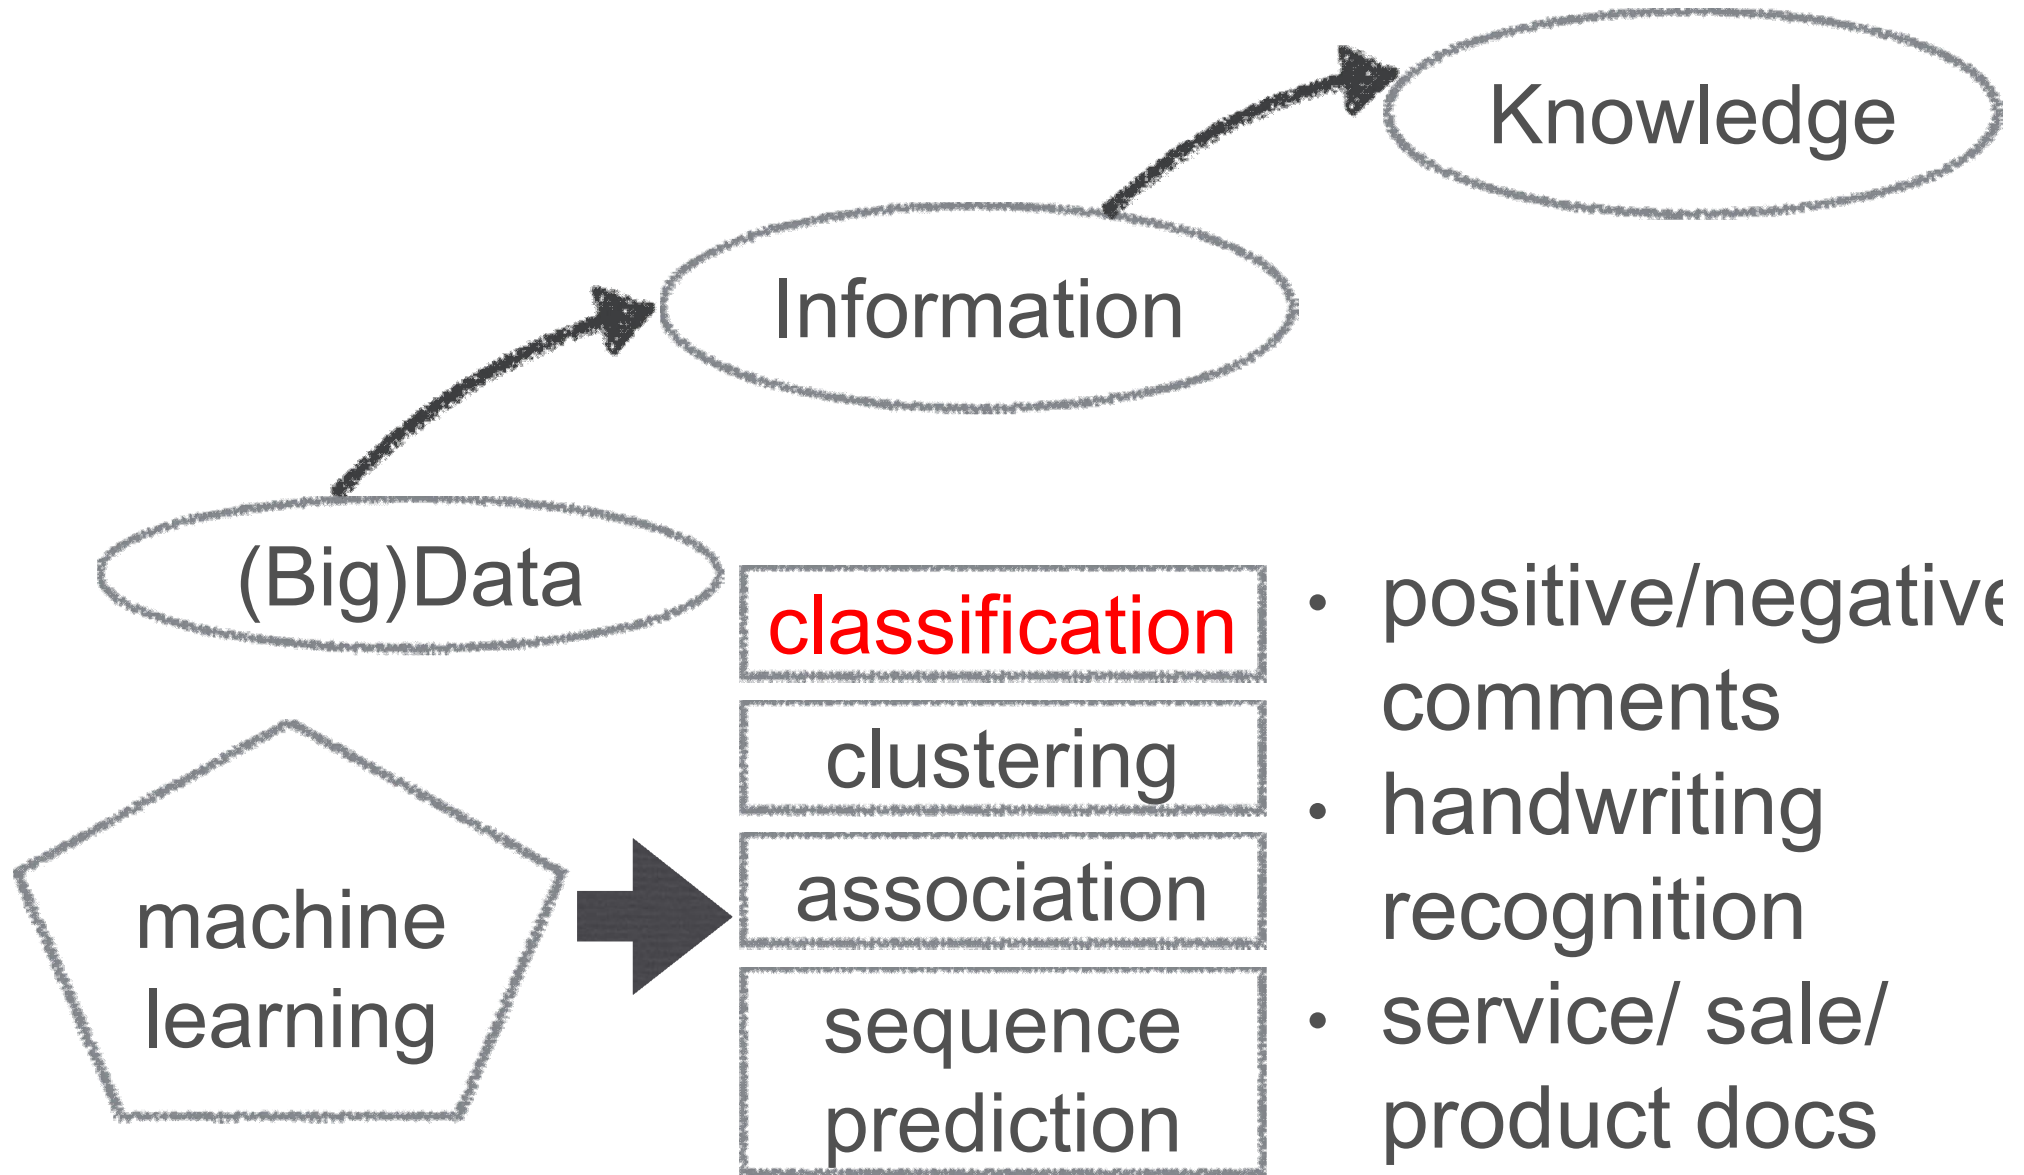 Knowledge
Information
(Big)Data
machine
learning
classification
clustering
association
sequence
prediction
• positive/negative
comments
• handwriting
recognition
• service/ sale/
product docs